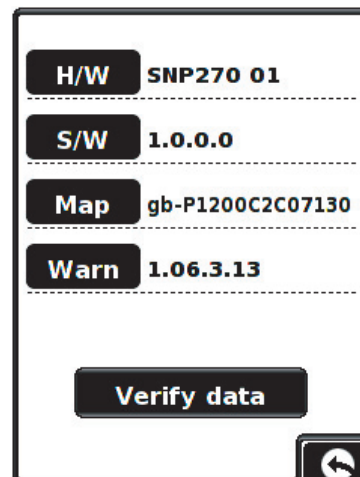 H/W SNP270 01
S/W 1.0.0.0
Map gb-P1200C2C07130
Warn 1.06.3.13
Verify data